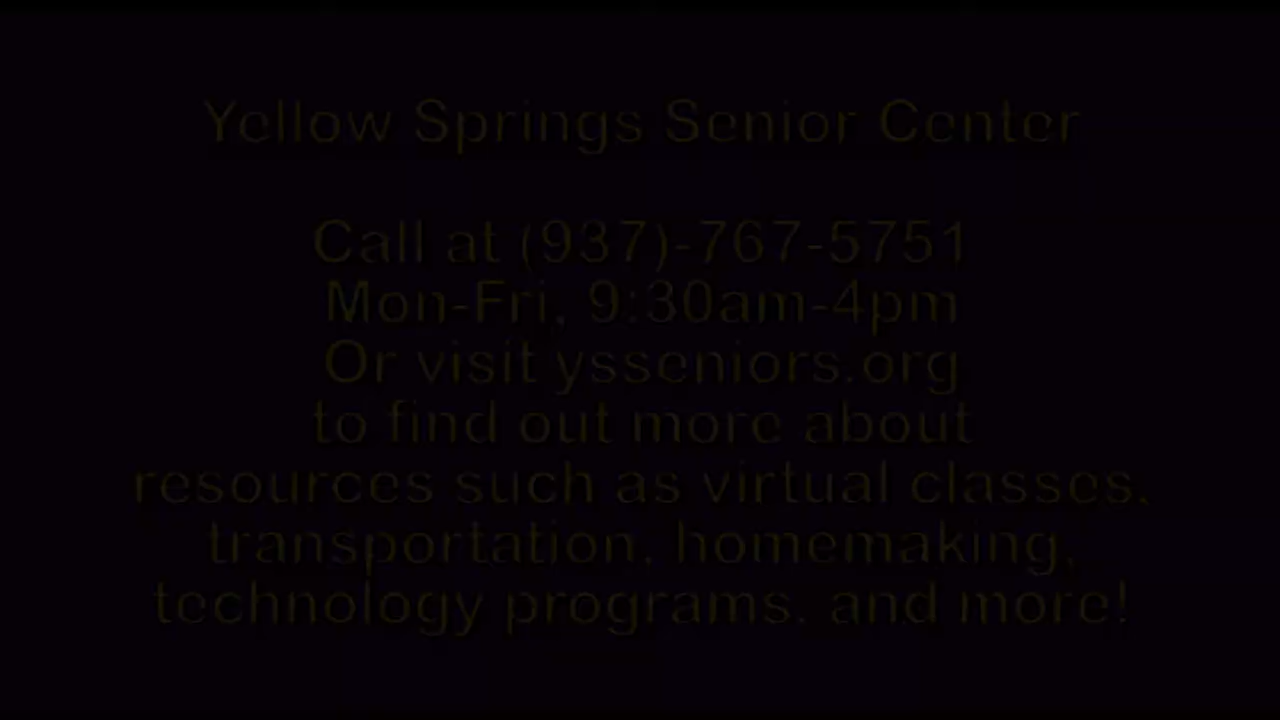 Yellow Springs Senior Center
Call at (937)-767-5751
Mon-Fri, 9:30am-4pm
Or visit ysseniors.org
to find out more about
resources such as virtual classes,
transportation, homemaking,
technology programs, and more!